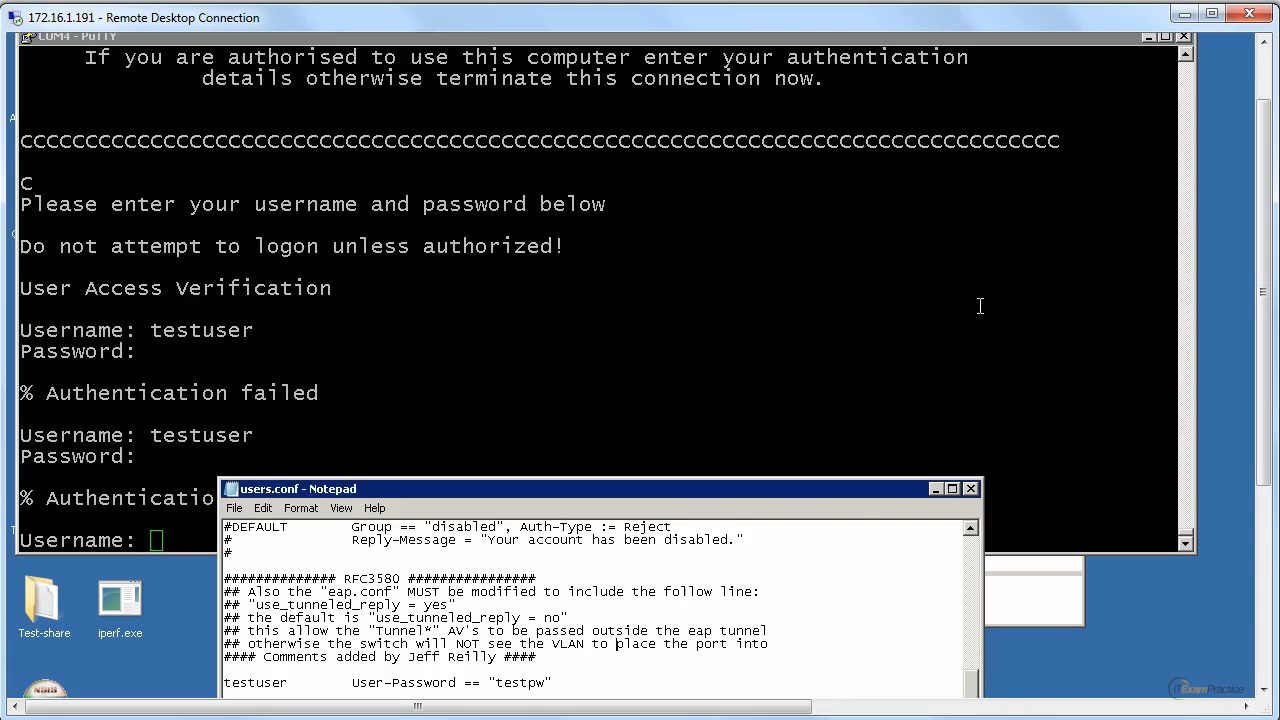 172.16.1.191 - Remote Desktop Connection
COM4 - PuTTY
If you are authorised to use this computer enter your authentication
details otherwise terminate this connection now.
ccccccccccccccccccccccccccccccccccccccccccccccccccccccccccccccccccccccccccccccccc
C
Please enter your username and password below
Do not attempt to logon unless authorized!
User Access Verification
Username: testuser
Password:
% Authentication failed
Username: testuser
Password:
% Authenticatio
Username:
users.conf - Notepad
File Edit Format View Help
#DEFAULT Group == "disabled", Auth-Type := Reject
# Reply-Message = "Your account has been disabled."
#
############## RFC3580 ################
## Also the "eap.conf" MUST be modified to include the follow line:
## "use_tunneled_reply = yes"
## the default is "use_tunneled_reply = no"
## this allow the "Tunnel*" AV's to be passed outside the eap tunnel
## otherwise the switch will NOT see the VLAN to place the port into
#### Comments added by Jeff Reilly ####
testuser User-Password == "testpw"
Test-share
iperf.exe
NSIS
ITExamPractice